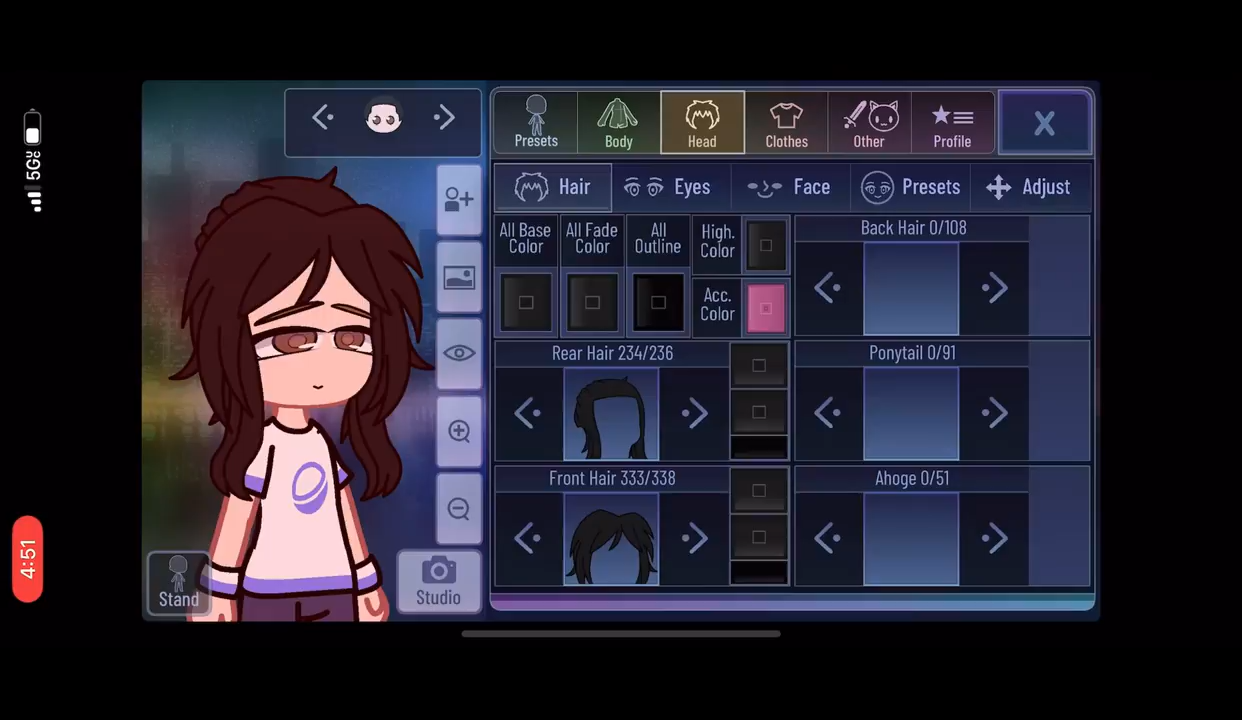 5G
4:51
Presets
Body
Head
Clothes
Other
Profile
X
Hair
Eyes
Face
Presets
Adjust
All Base
Color
All Fade
Color
All
Outline
High.
Color
Acc.
Color
Back Hair 0/108
Rear Hair 234/236
Ponytail 0/91
Front Hair 333/338
Ahoge 0/51
Stand
Studio